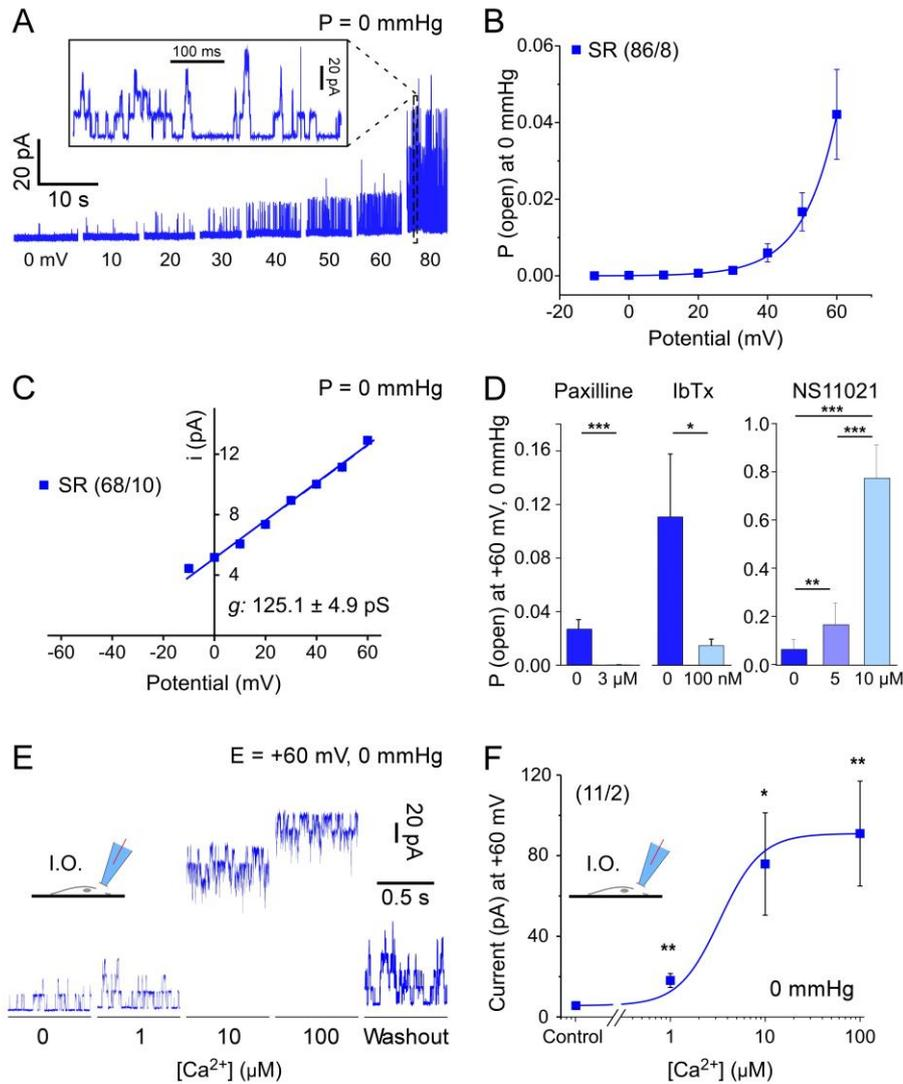 A
P = 0 mmHg
100 ms
20 pA
20 pA
10 s
0 mV 10 20 30 40 50 60 80
B
SR (86/8)
P (open) at 0 mmHg
0.06
0.04
0.02
0.00
-20 0 20 40 60
Potential (mV)
C
P = 0 mmHg
i (pA)
SR (68/10)
12
8
4
g: 125.1 ± 4.9 pS
-60 -40 -20 0 20 40 60
Potential (mV)
D
Paxilline IbTx NS11021
P (open) at +60 mV, 0 mmHg
*** * *** *** **
0.16
0.12
0.08
0.04
0.00
0 3 µM
0 100 nM
1.0
0.8
0.6
0.4
0.2
0.0
0 5 10 µM
E
E = +60 mV, 0 mmHg
I.O.
20 pA
0.5 s
0 1 10 100 Washout
[Ca2+] (µM)
F
(11/2)
I.O.
Current (pA) at +60 mV
120
80
40
0
** * **
0 mmHg
Control 1 10 100
[Ca2+] (µM)